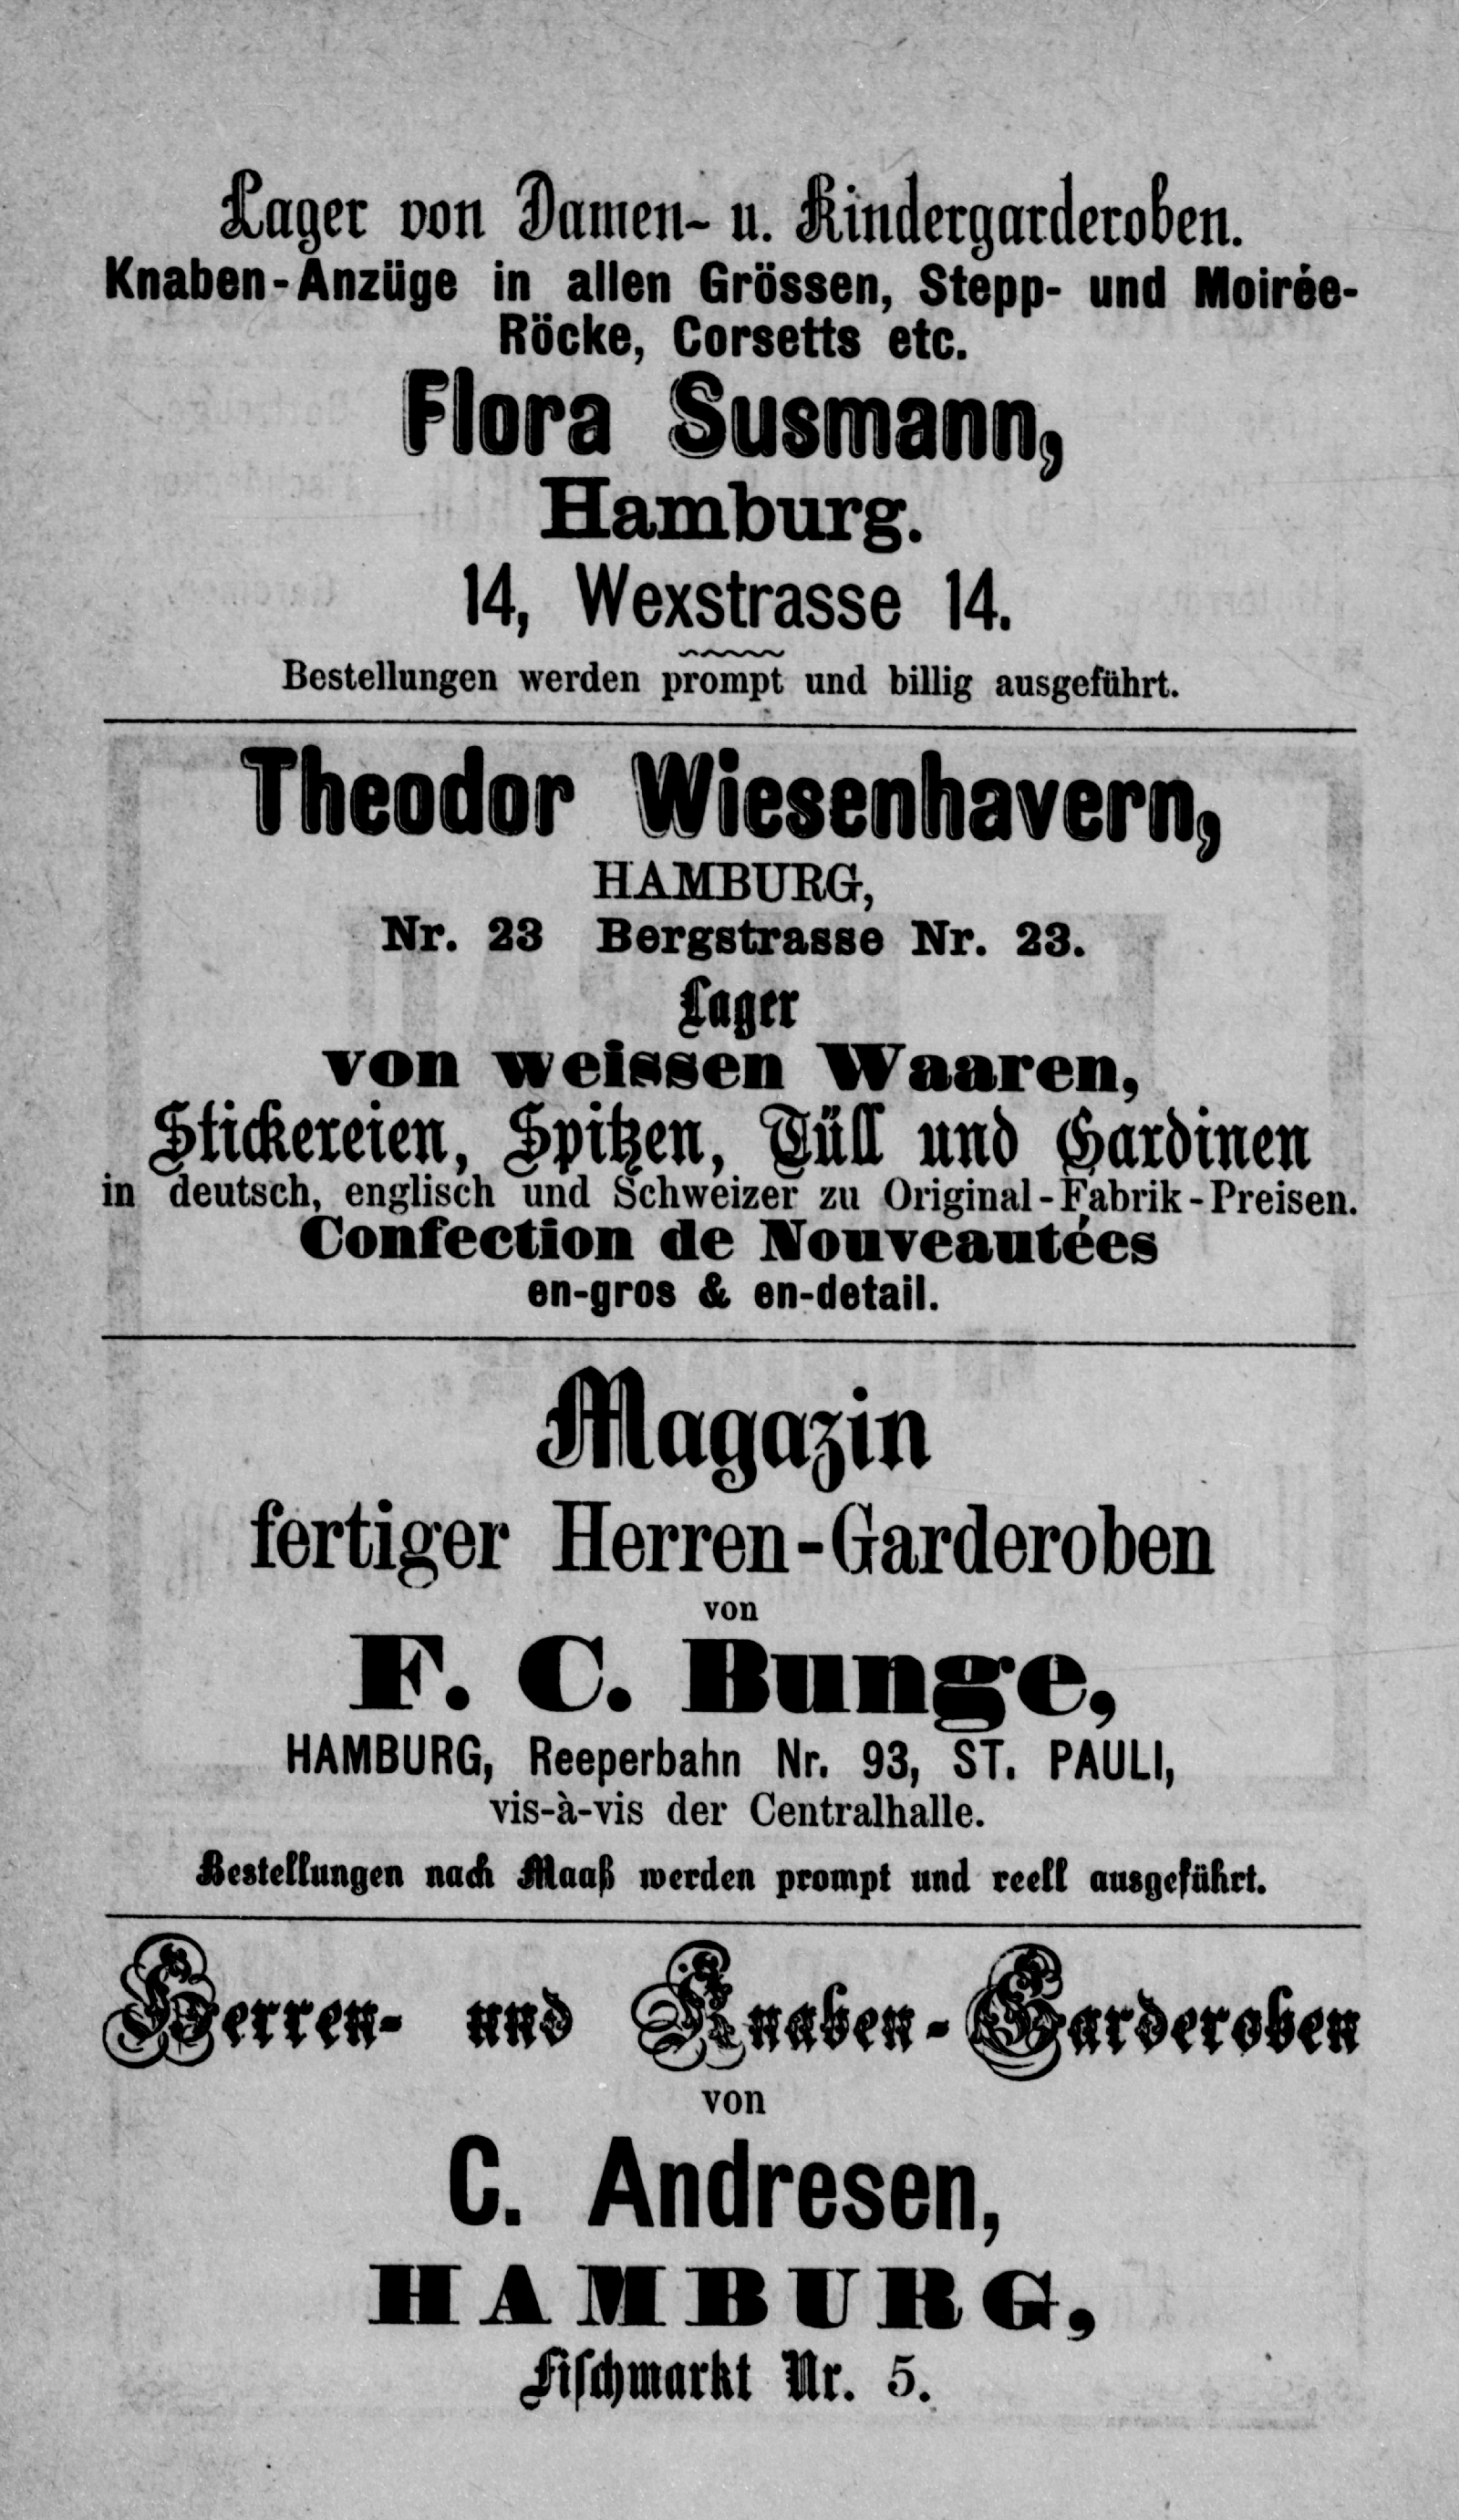 Lager von Damen- u. Kindergarderoben.
Knaben-Anzüge in allen Grössen, Stepp- und Moirée-
Röcke, Corsetts etc.
Flora Susmann,
Hamburg.
14, Wexstrasse 14.
Bestellungen werden prompt und billig ausgeführt.
Theodor Wiesenhavern,
HAMBURG,
Nr. 23 Bergstrasse Nr. 23.
Lager
von weissen Waaren,
Stickereien, Spitzen, Tüll und Gardinen
in deutsch, englisch und Schweizer zu Original-Fabrik-Preisen.
Confection de Nouveautées
en-gros & en-detail.
Magazin
fertiger Herren-Garderoben
von
F. C. Bunge,
HAMBURG, Reeperbahn Nr. 93, ST. PAULI,
vis-à-vis der Centralhalle.
Bestellungen nach Maaß werden prompt und reell ausgeführt.
Herren- und Knaben-Garderoben
von
C. Andresen,
HAMBURG,
Fischmarkt Nr. 5.